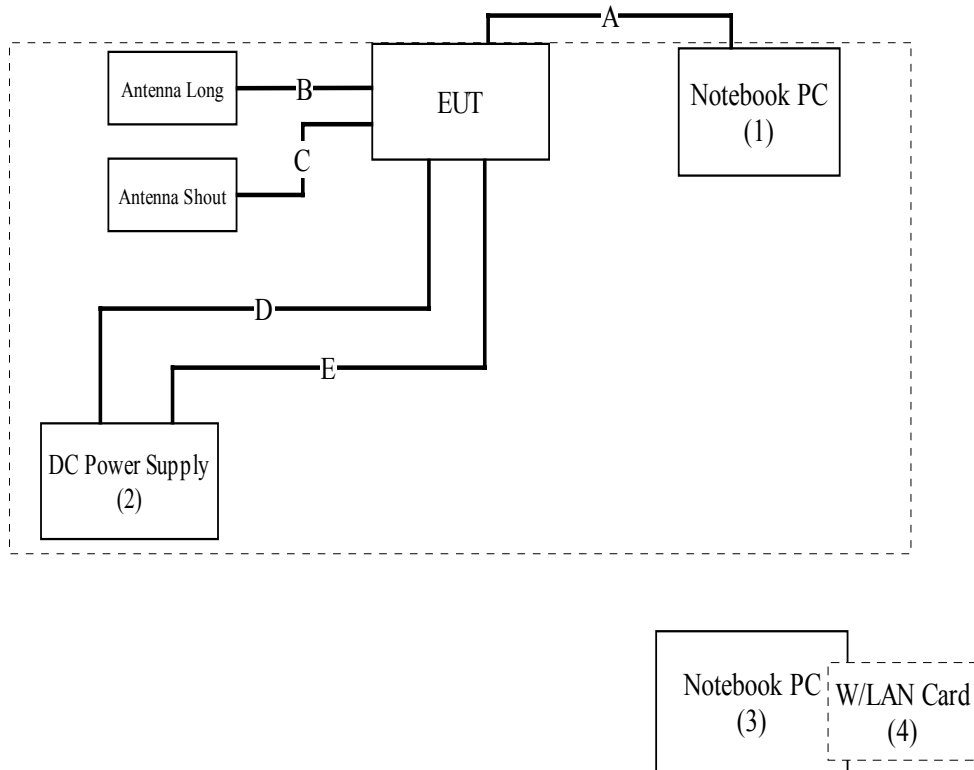 A
Antenna Long
B
EUT
Notebook PC
(1)
C
Antenna Shout
D
E
DC Power Supply
(2)
Notebook PC
(3)
W/LAN Card
(4)